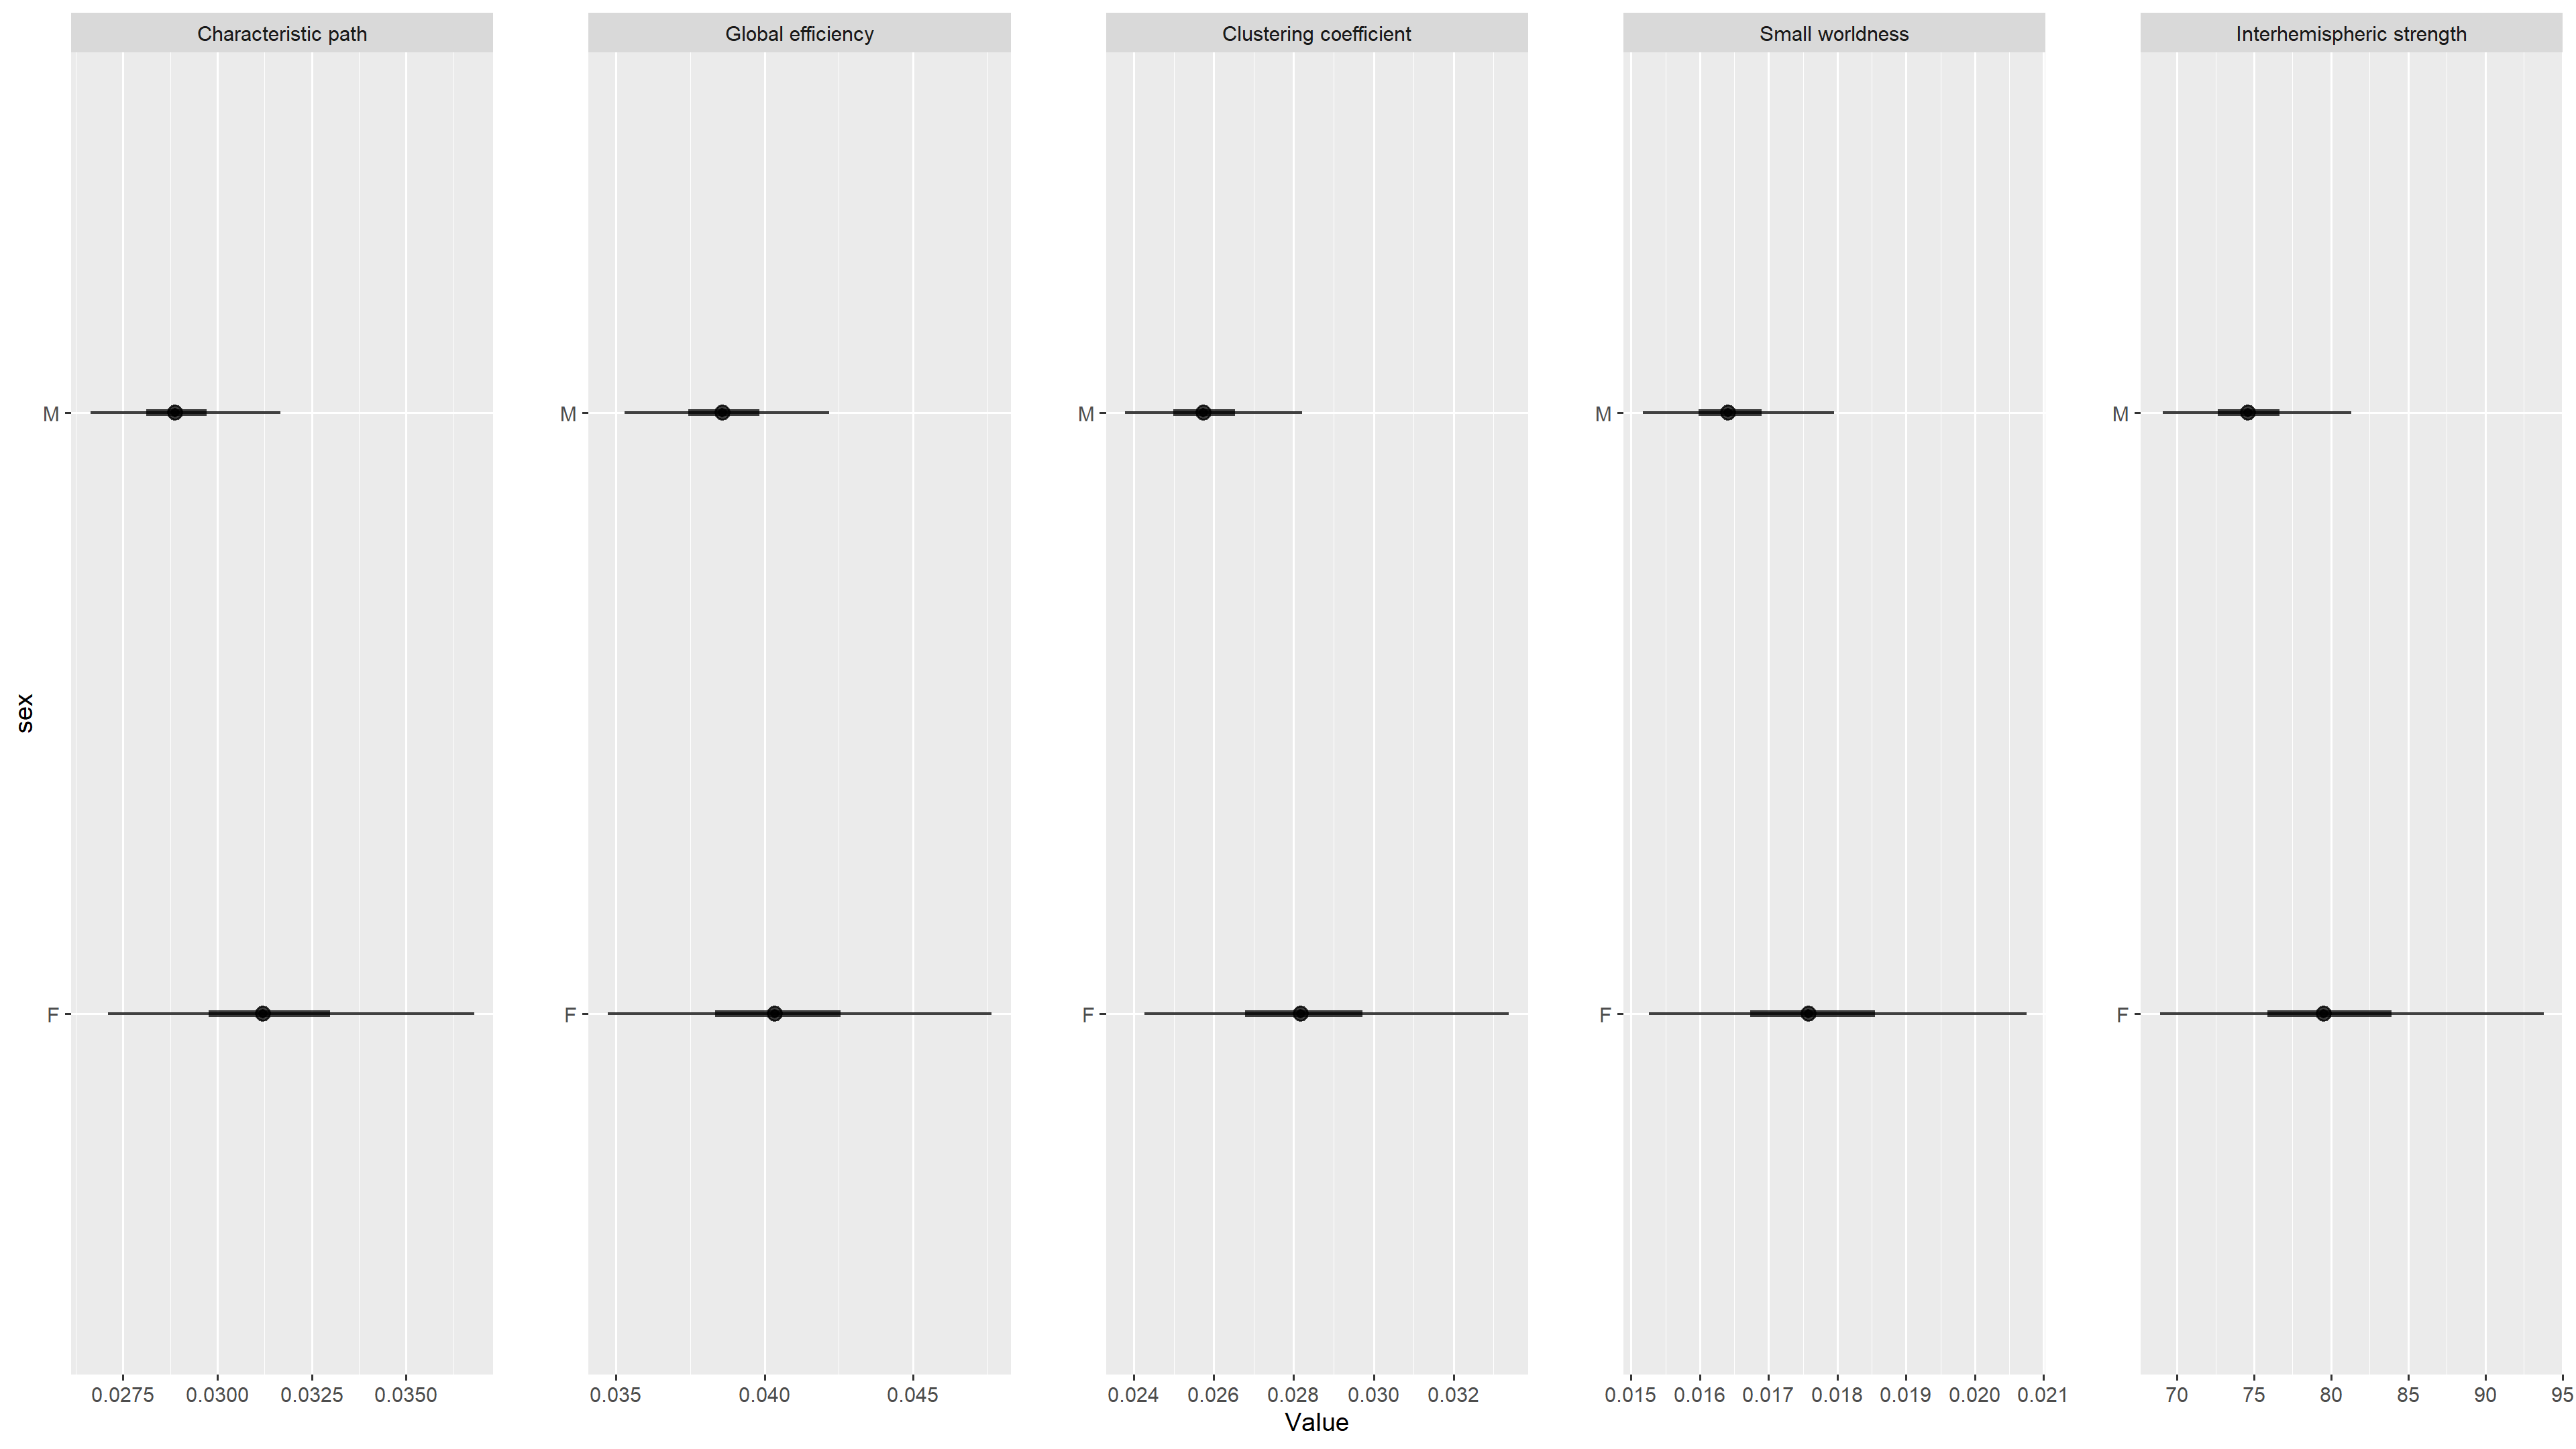 Characteristic path
Global efficiency
Clustering coefficient
Small worldness
Interhemispheric strength
M
M
M
M
M
sex
F
F
F
F
F
0.0275 0.0300 0.0325 0.0350
0.035 0.040 0.045
0.024 0.026 0.028 0.030 0.032
0.015 0.016 0.017 0.018 0.019 0.020 0.021
70 75 80 85 90 95
Value